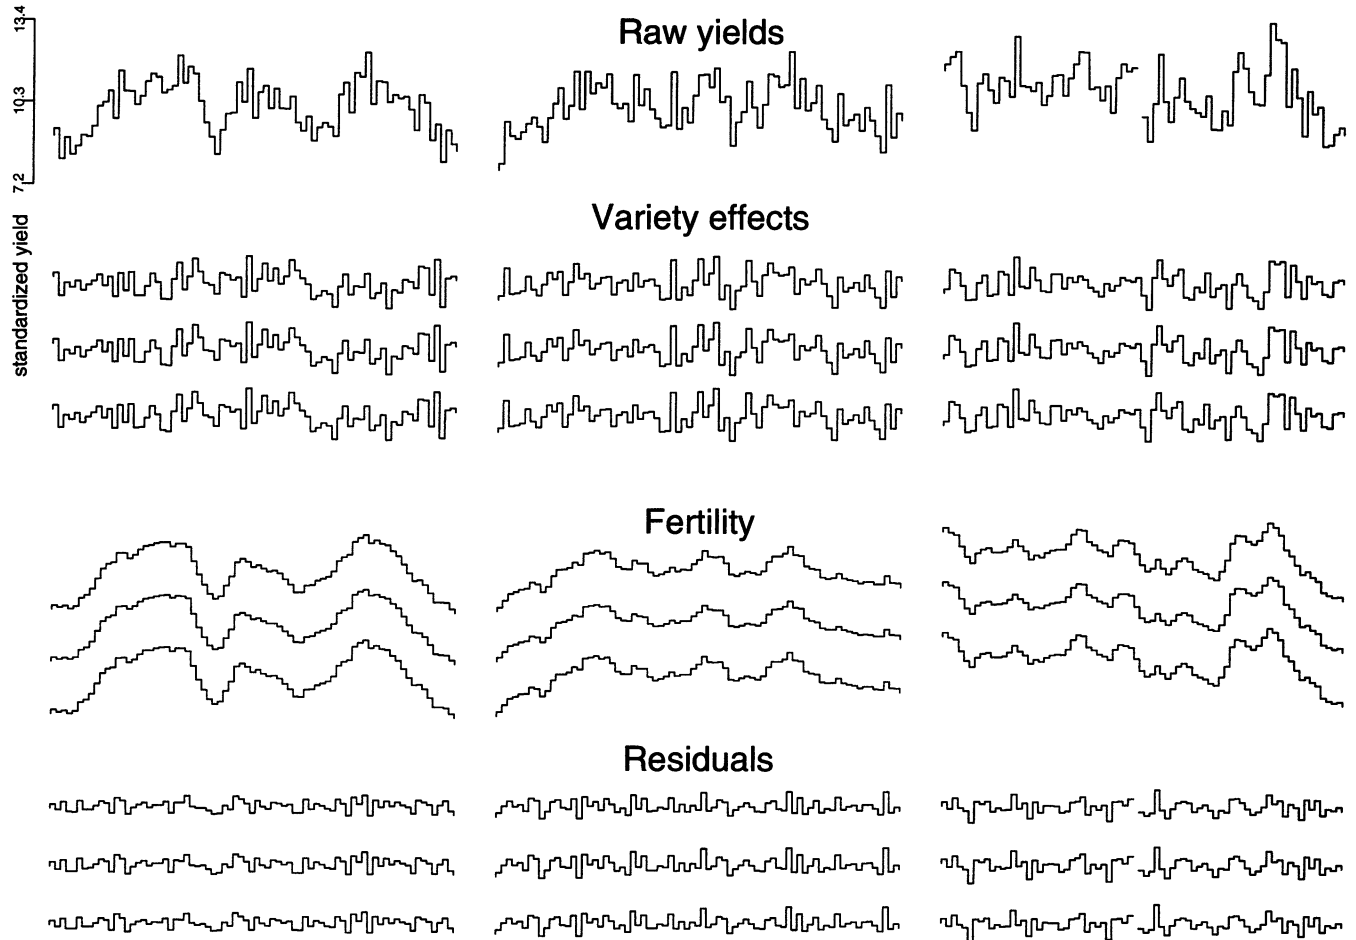 Raw yields
13.4
10.3
7.2
standardized yield
Variety effects
Fertility
Residuals